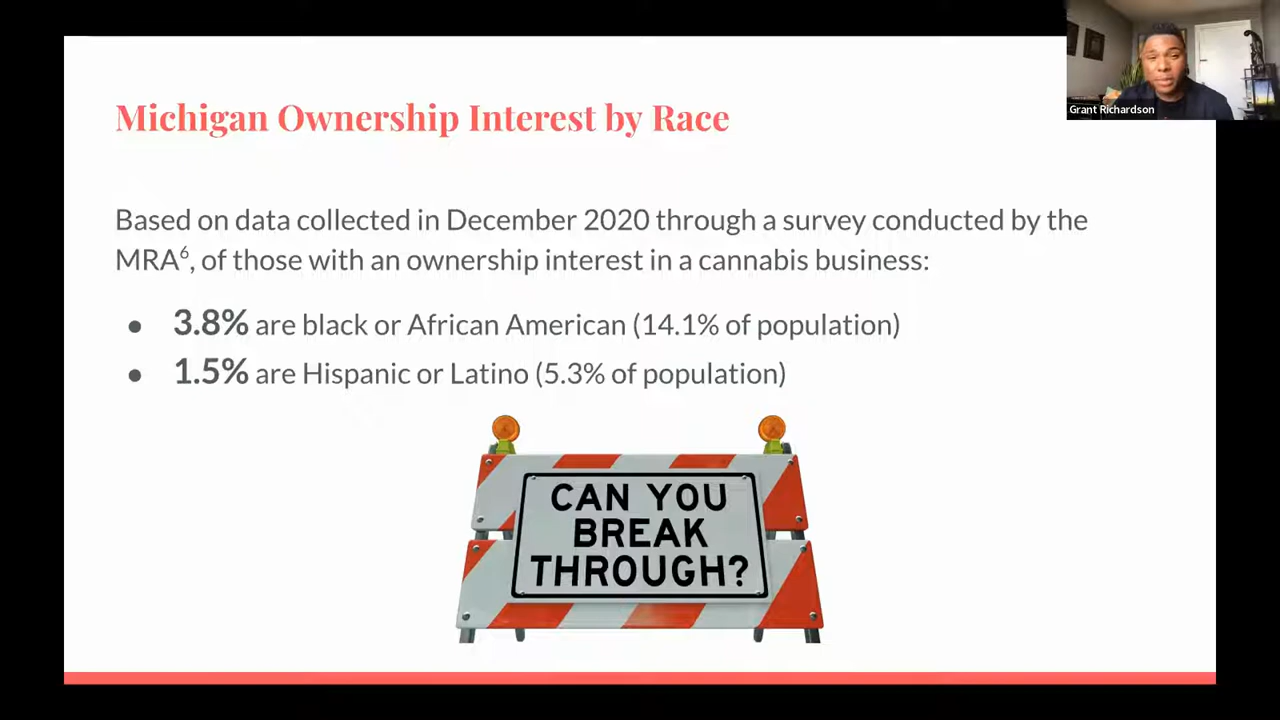 Michigan Ownership Interest by Race
Grant Richardson
Based on data collected in December 2020 through a survey conducted by the
MRA⁶, of those with an ownership interest in a cannabis business:
● 3.8% are black or African American (14.1% of population)
● 1.5% are Hispanic or Latino (5.3% of population)
CAN YOU
BREAK
THROUGH?